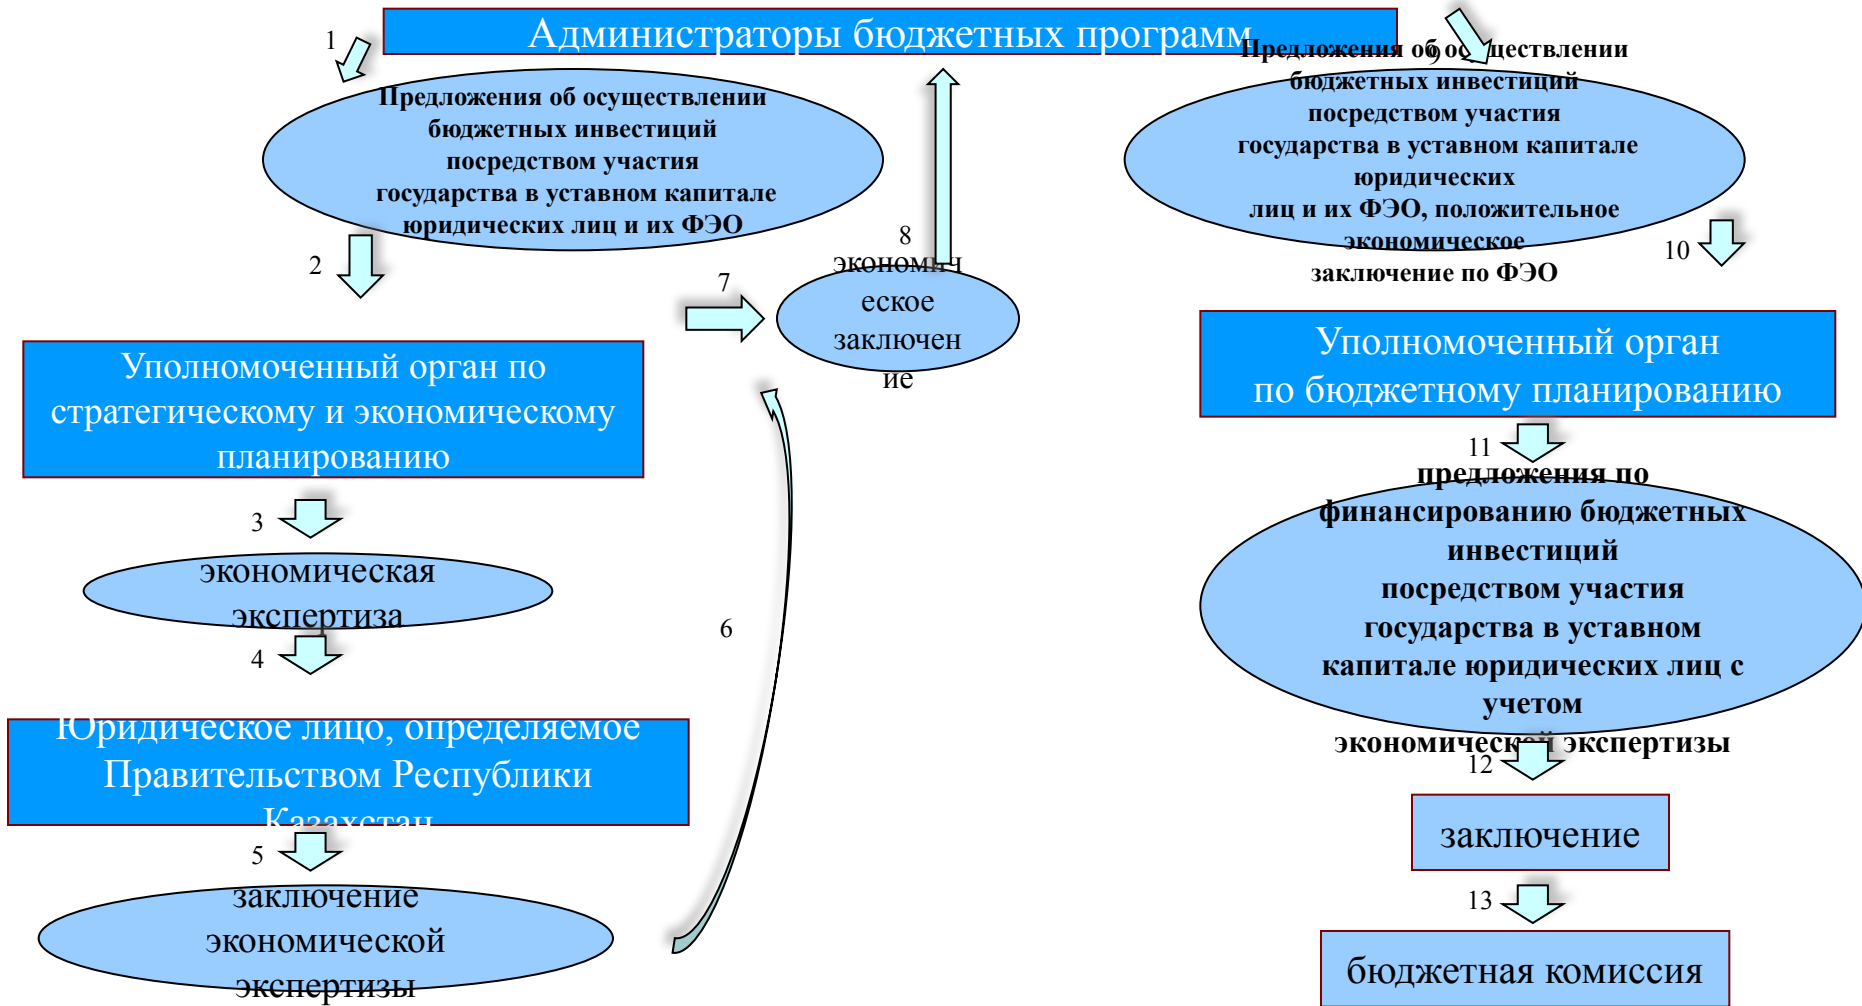 Администраторы бюджетных программ
1
Предложения об осуществлении
бюджетных инвестиций
посредством участия
государства в уставном капитале
юридических лиц и их ФЭО
2
Уполномоченный орган по
стратегическому и экономическому
планированию
3
экономическая
экспертиза
4
Юридическое лицо, определяемое
Правительством Республики
Казахстан
5
заключение
экономической
экспертизы
6
7
8
экономич
еское
заключен
ие
9
Предложения об осуществлении
бюджетных инвестиций
посредством участия
государства в уставном капитале
юридических
лиц и их ФЭО, положительное
экономическое
заключение по ФЭО
10
Уполномоченный орган
по бюджетному планированию
11
предложения по
финансированию бюджетных
инвестиций
посредством участия
государства в уставном
капитале юридических лиц с
учетом
экономической экспертизы
12
заключение
13
бюджетная комиссия